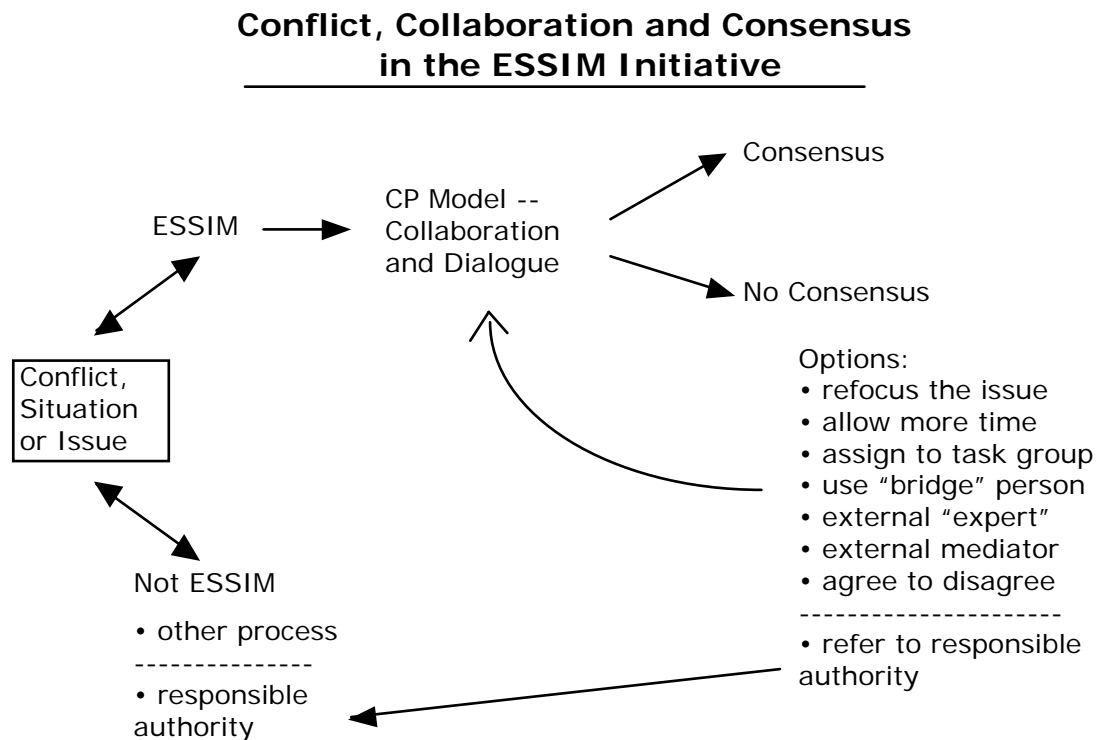 Conflict, Collaboration and Consensus
in the ESSIM Initiative
Consensus
CP Model --
Collaboration
and Dialogue
ESSIM
No Consensus
Conflict,
Situation
or Issue
Options:
• refocus the issue
• allow more time
• assign to task group
• use “bridge” person
• external “expert”
• external mediator
• agree to disagree
----------------------
• refer to responsible
authority
Not ESSIM
• other process
---------------
• responsible
authority